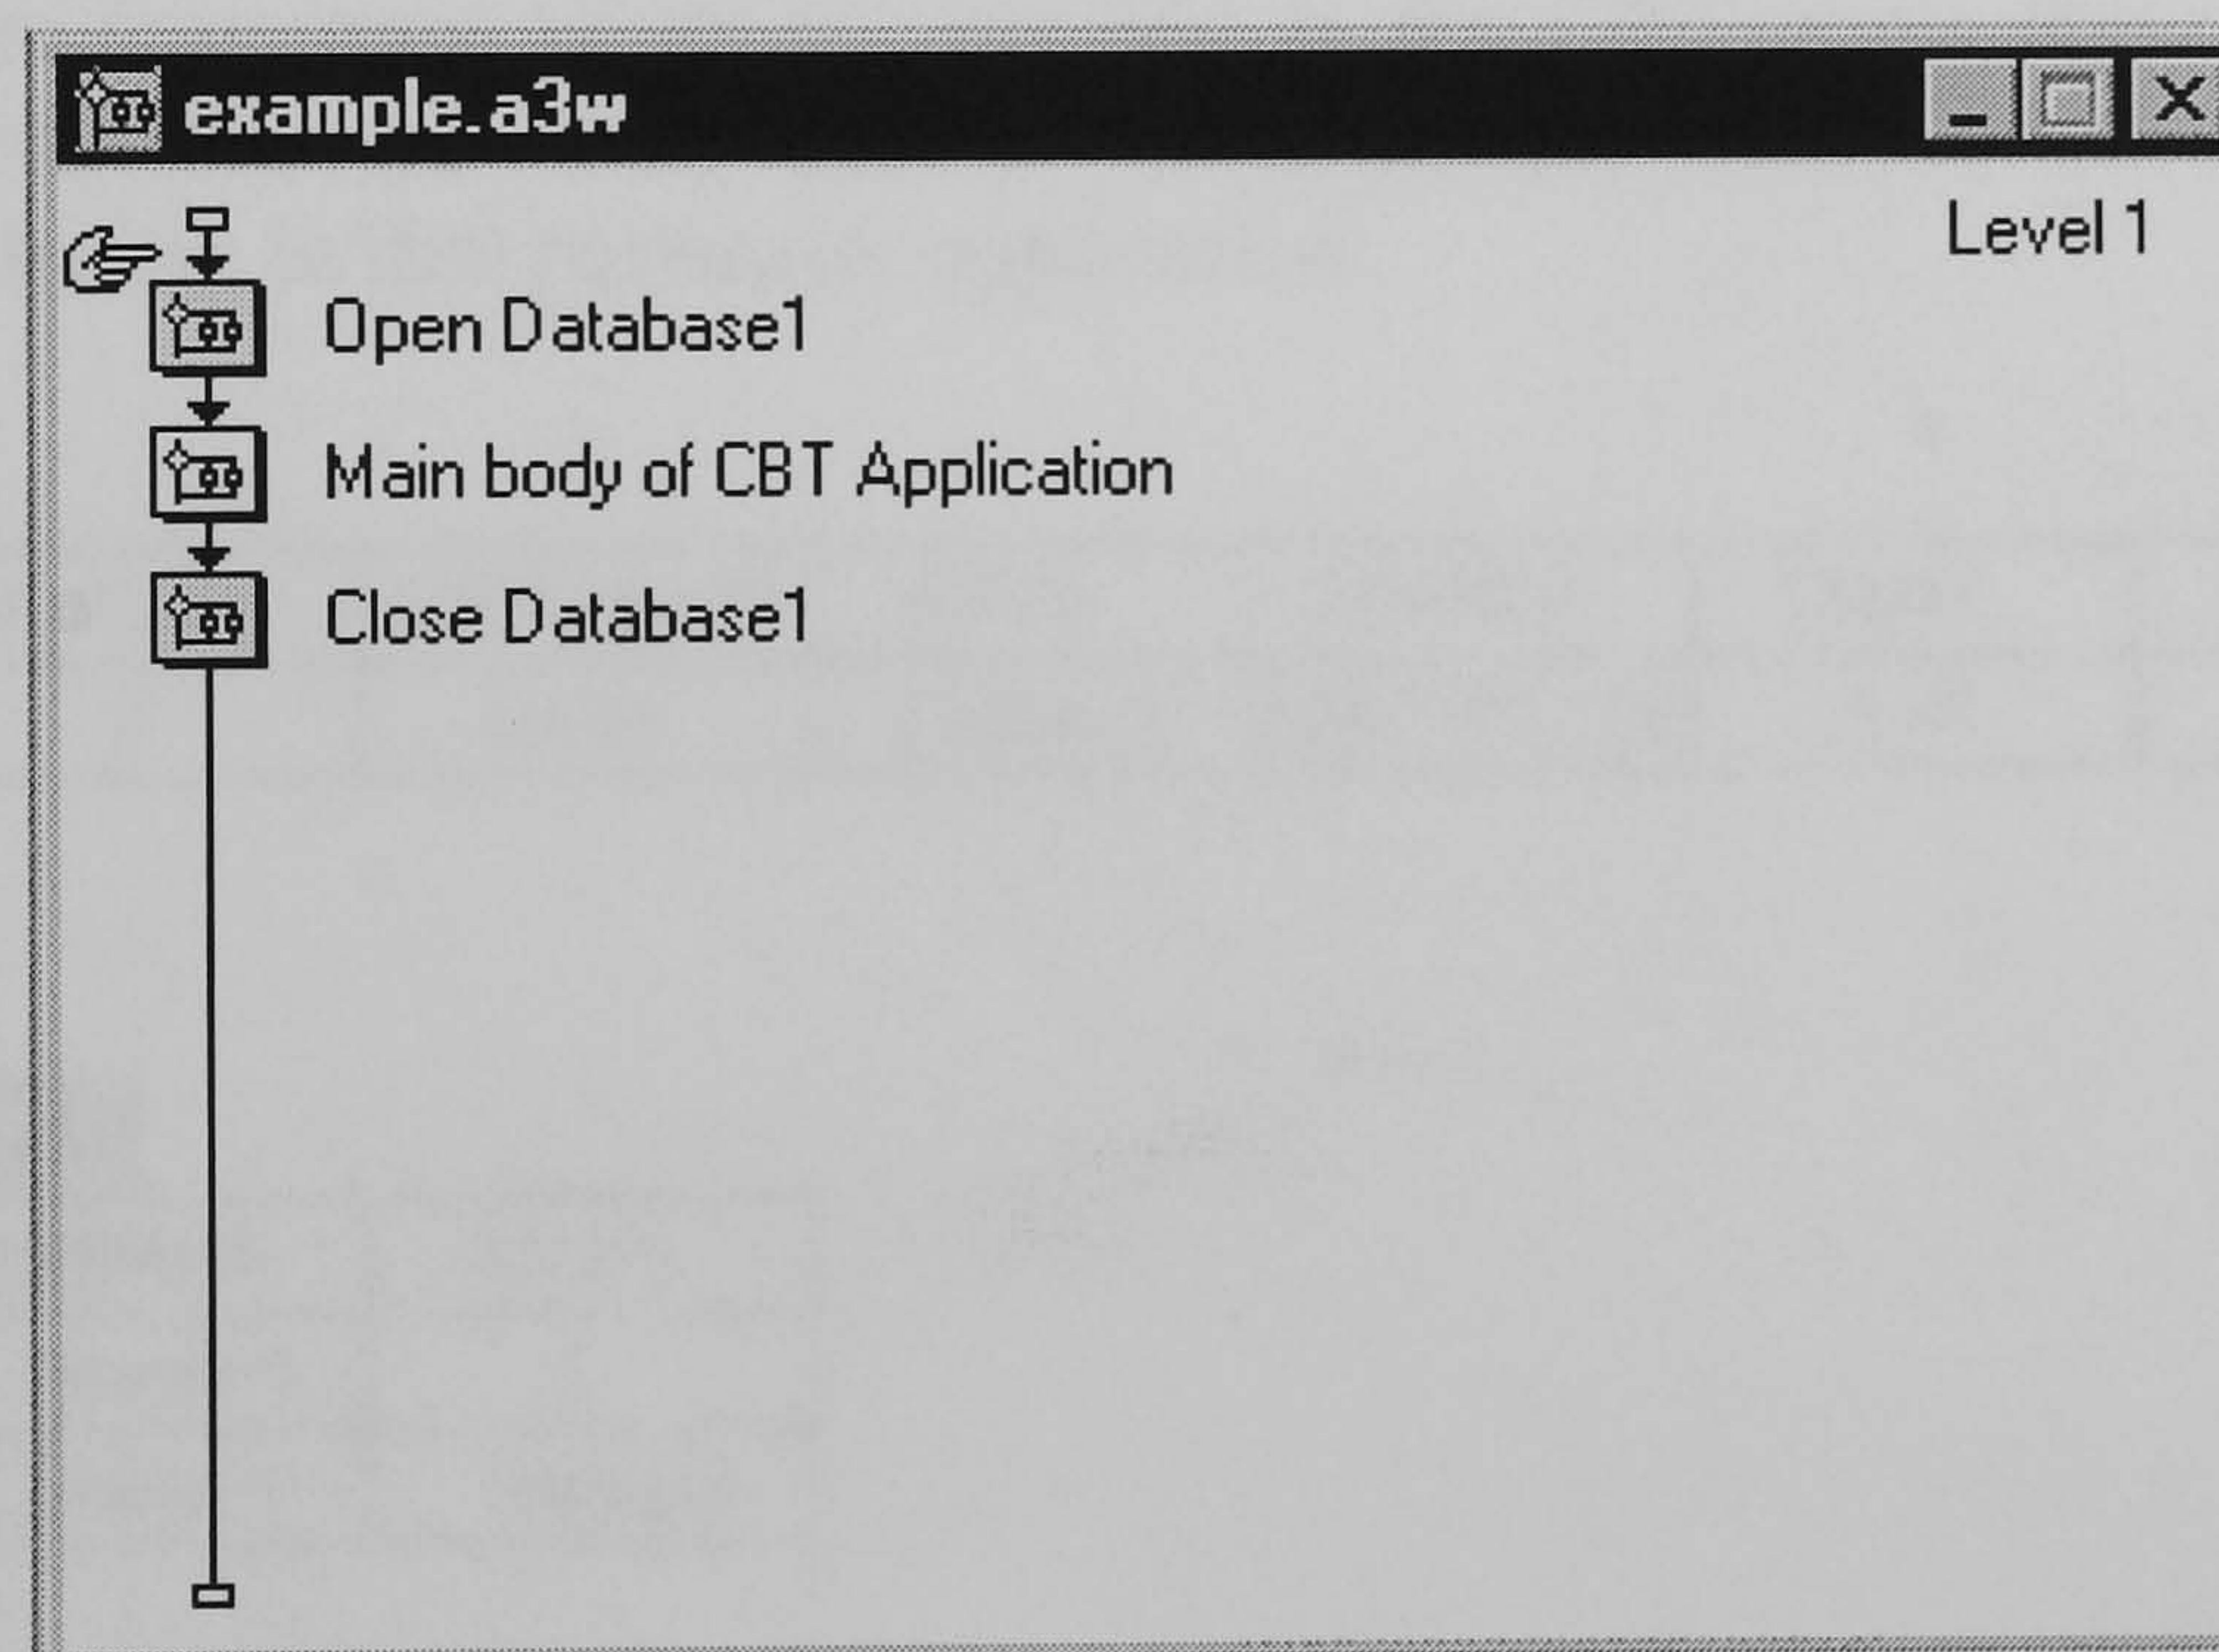 example.a3w
Level 1
Open Database1
Main body of CBT Application
Close Database1